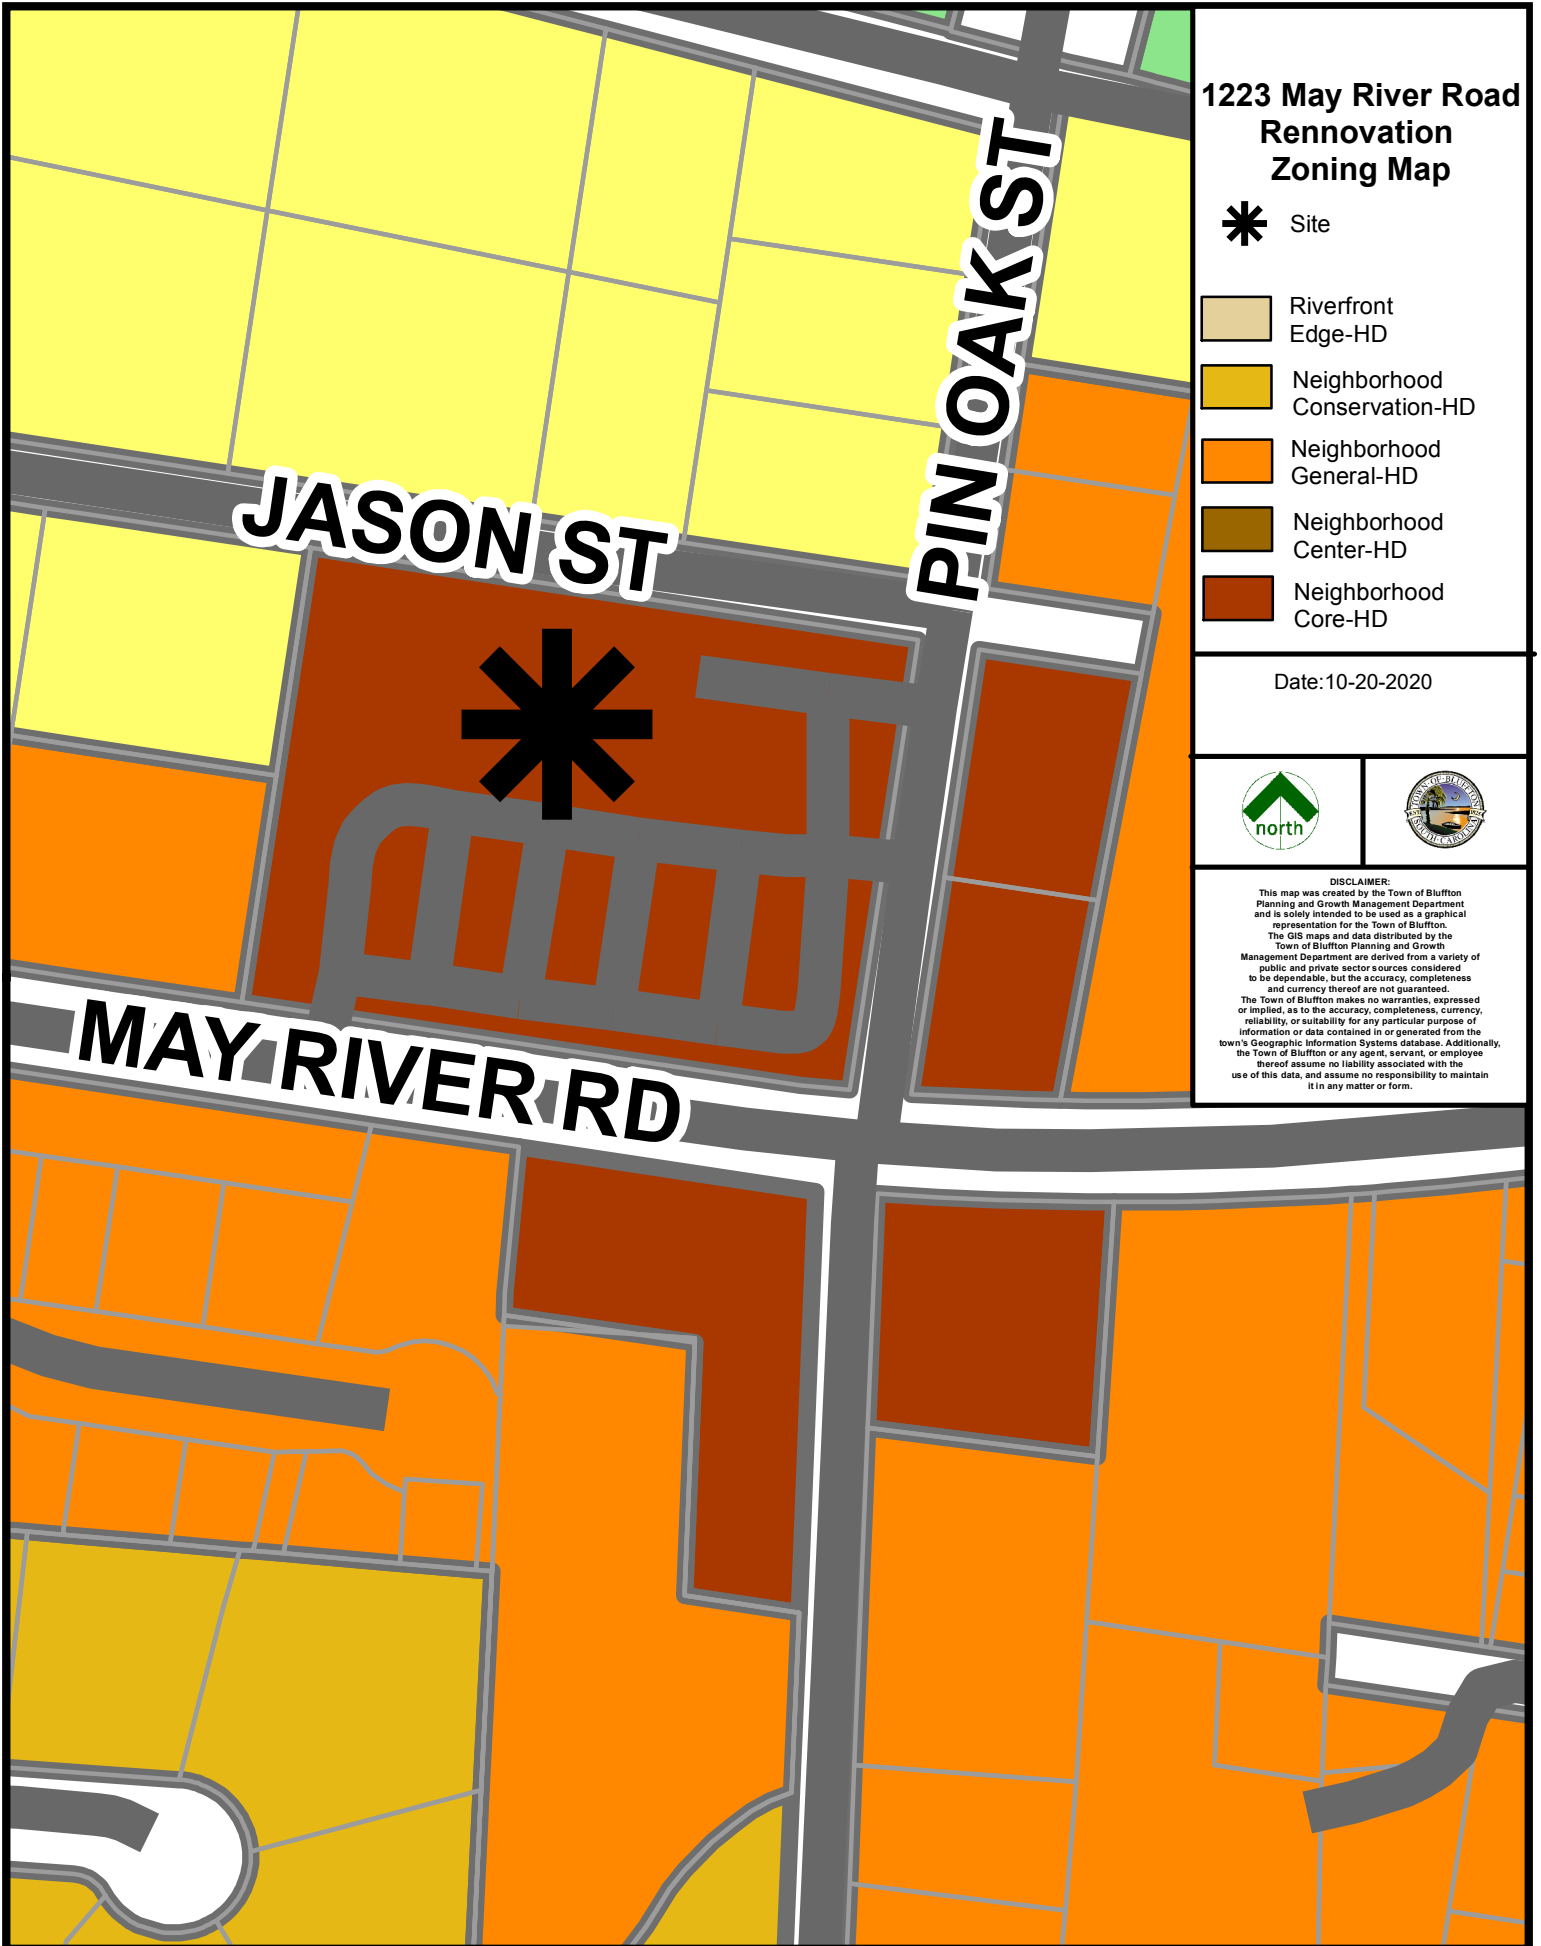 1223 May River Road
Rennovation
Zoning Map
Site
Riverfront
Edge-HD
Neighborhood
Conservation-HD
Neighborhood
General-HD
Neighborhood
Center-HD
Neighborhood
Core-HD
Date:10-20-2020
north
TOWN OF BLUFFTON
SOUTH CAROLINA
DISCLAIMER:
This map was created by the Town of Bluffton
Planning and Growth Management Department
and is solely intended to be used as a graphical
representation for the Town of Bluffton.
The GIS maps and data distributed by the
Town of Bluffton Planning and Growth
Management Department are derived from a variety of
public and private sector sources considered
to be dependable, but the accuracy, completeness
and currency thereof are not guaranteed.
The Town of Bluffton makes no warranties, expressed
or implied, as to the accuracy, completeness, currency,
reliability, or suitability for any particular purpose of
information or data contained in or generated from the
town's Geographic Information Systems database. Additionally,
the Town of Bluffton or any agent, servant, or employee
thereof assume no liability associated with the
use of this data, and assume no responsibility to maintain
it in any matter or form.
PIN OAK ST
JASON ST
MAY RIVER RD